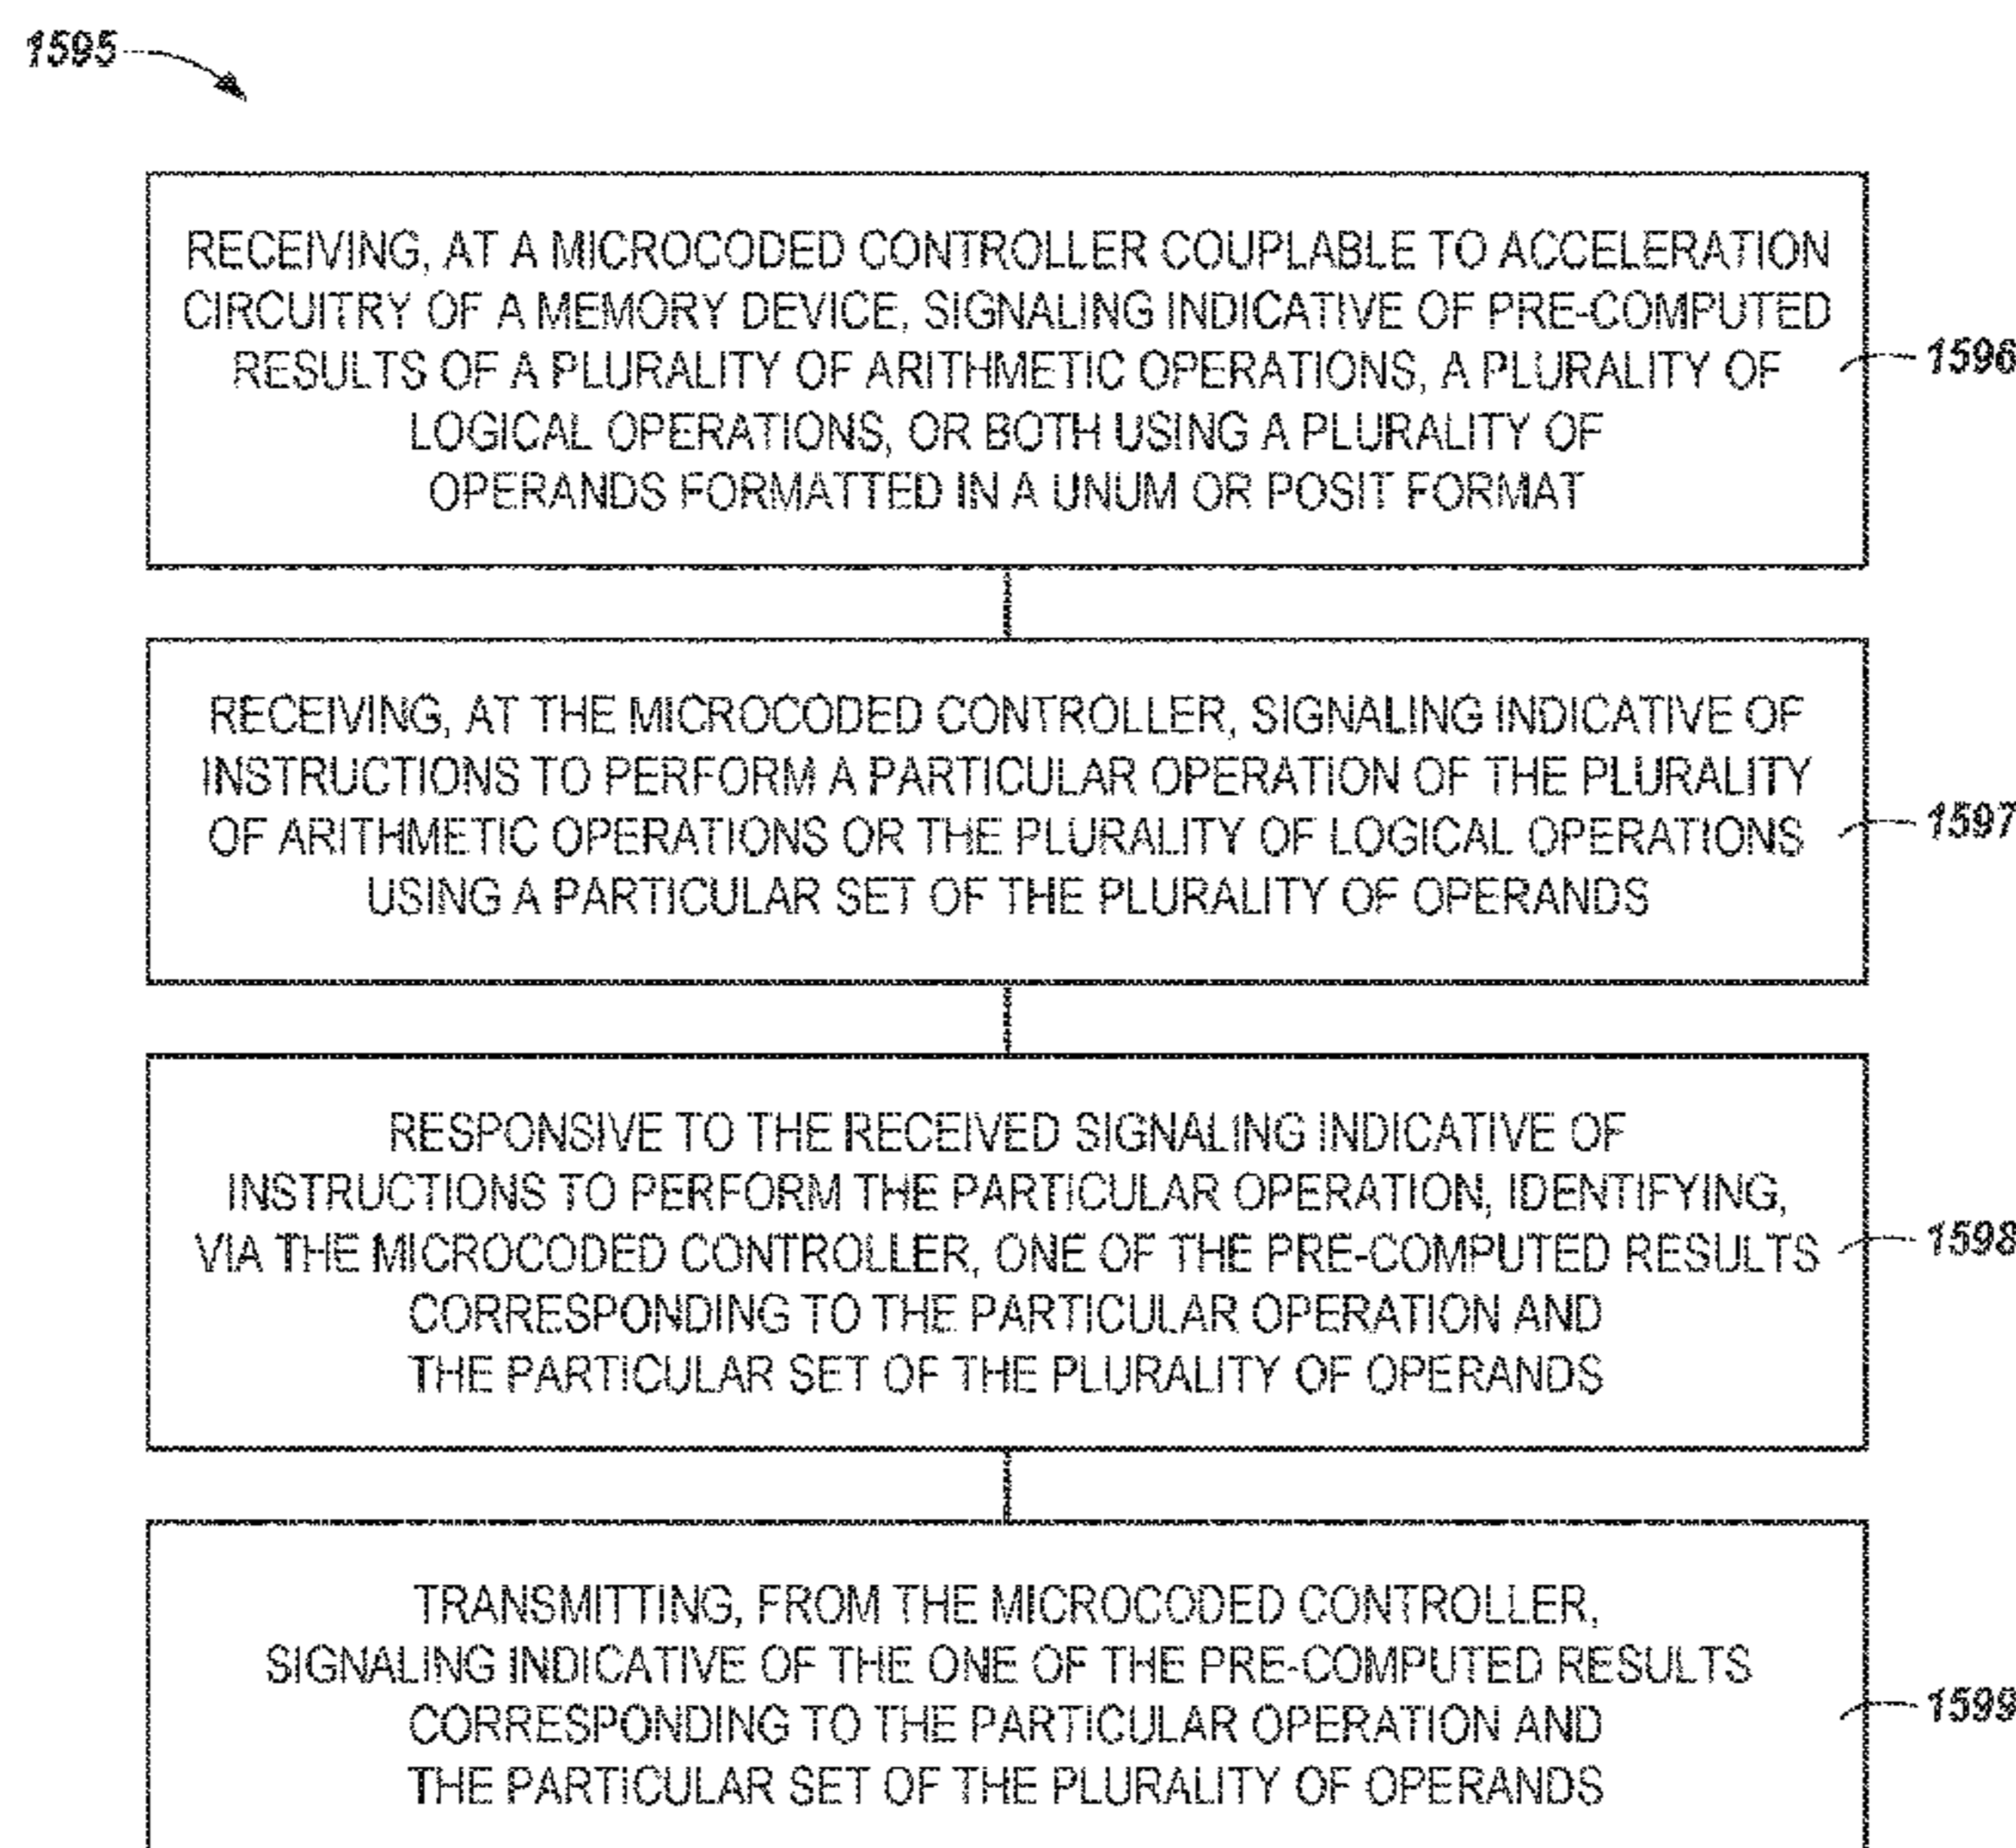 1595
RECEIVING, AT A MICROCODED CONTROLLER COUPLABLE TO ACCELERATION
CIRCUITRY OF A MEMORY DEVICE, SIGNALING INDICATIVE OF PRE-COMPUTED
RESULTS OF A PLURALITY OF ARITHMETIC OPERATIONS, A PLURALITY OF
LOGICAL OPERATIONS, OR BOTH USING A PLURALITY OF
OPERANDS FORMATTED IN A UNUM OR POSIT FORMAT
1596
RECEIVING, AT THE MICROCODED CONTROLLER, SIGNALING INDICATIVE OF
INSTRUCTIONS TO PERFORM A PARTICULAR OPERATION OF THE PLURALITY
OF ARITHMETIC OPERATIONS OR THE PLURALITY OF LOGICAL OPERATIONS
USING A PARTICULAR SET OF THE PLURALITY OF OPERANDS
1597
RESPONSIVE TO THE RECEIVED SIGNALING INDICATIVE OF
INSTRUCTIONS TO PERFORM THE PARTICULAR OPERATION, IDENTIFYING,
VIA THE MICROCODED CONTROLLER, ONE OF THE PRE-COMPUTED RESULTS
CORRESPONDING TO THE PARTICULAR OPERATION AND
THE PARTICULAR SET OF THE PLURALITY OF OPERANDS
1598
TRANSMITTING, FROM THE MICROCODED CONTROLLER,
SIGNALING INDICATIVE OF THE ONE OF THE PRE-COMPUTED RESULTS
CORRESPONDING TO THE PARTICULAR OPERATION AND
THE PARTICULAR SET OF THE PLURALITY OF OPERANDS
1599